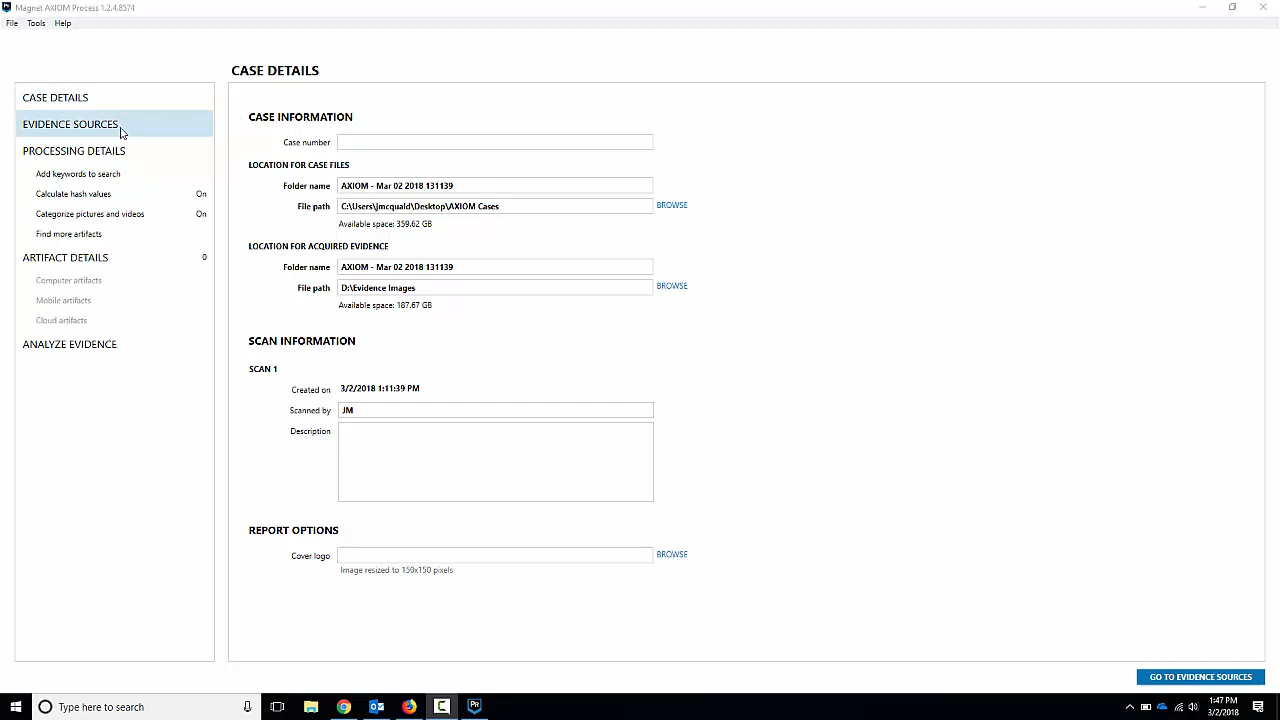 Magnet AXIOM Process 1.2.4.8574
File Tools Help
CASE DETAILS
CASE DETAILS
EVIDENCE SOURCES
PROCESSING DETAILS
Add keywords to search
Calculate hash values On
Categorize pictures and videos On
Find more artifacts
ARTIFACT DETAILS 0
Computer artifacts
Mobile artifacts
Cloud artifacts
ANALYZE EVIDENCE
CASE INFORMATION
Case number
LOCATION FOR CASE FILES
Folder name AXIOM - Mar 02 2018 131139
File path C:\Users\jmcquald\Desktop\AXIOM Cases BROWSE
Available space: 359.62 GB
LOCATION FOR ACQUIRED EVIDENCE
Folder name AXIOM - Mar 02 2018 131139
File path D:\Evidence Images BROWSE
Available space: 187.67 GB
SCAN INFORMATION
SCAN 1
Created on 3/2/2018 1:11:39 PM
Scanned by JM
Description
REPORT OPTIONS
Cover logo BROWSE
Image resized to 150x150 pixels
GO TO EVIDENCE SOURCES
Type here to search
1:47 PM
3/2/2018